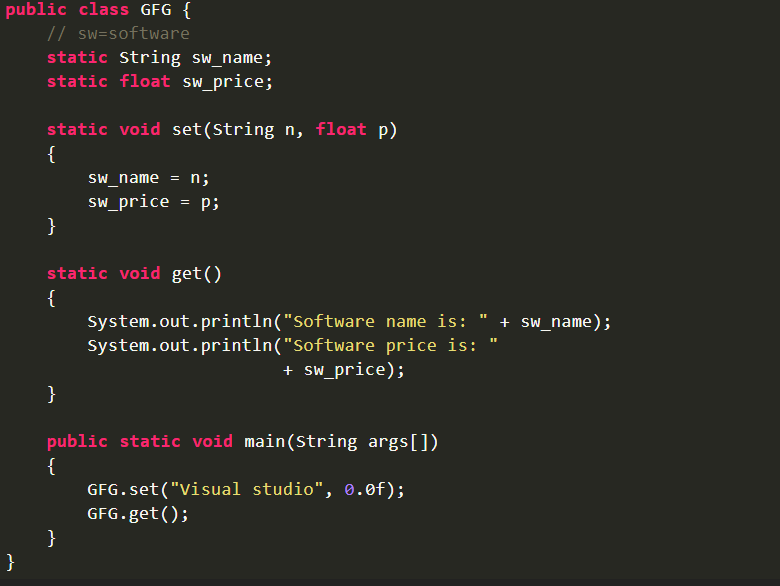 public class GFG {
    // sw=software
    static String sw_name;
    static float sw_price;

    static void set(String n, float p)
    {
        sw_name = n;
        sw_price = p;
    }

    static void get()
    {
        System.out.println("Software name is: " + sw_name);
        System.out.println("Software price is: "
                           + sw_price);
    }

    public static void main(String args[])
    {
        GFG.set("Visual studio", 0.0f);
        GFG.get();
    }
}